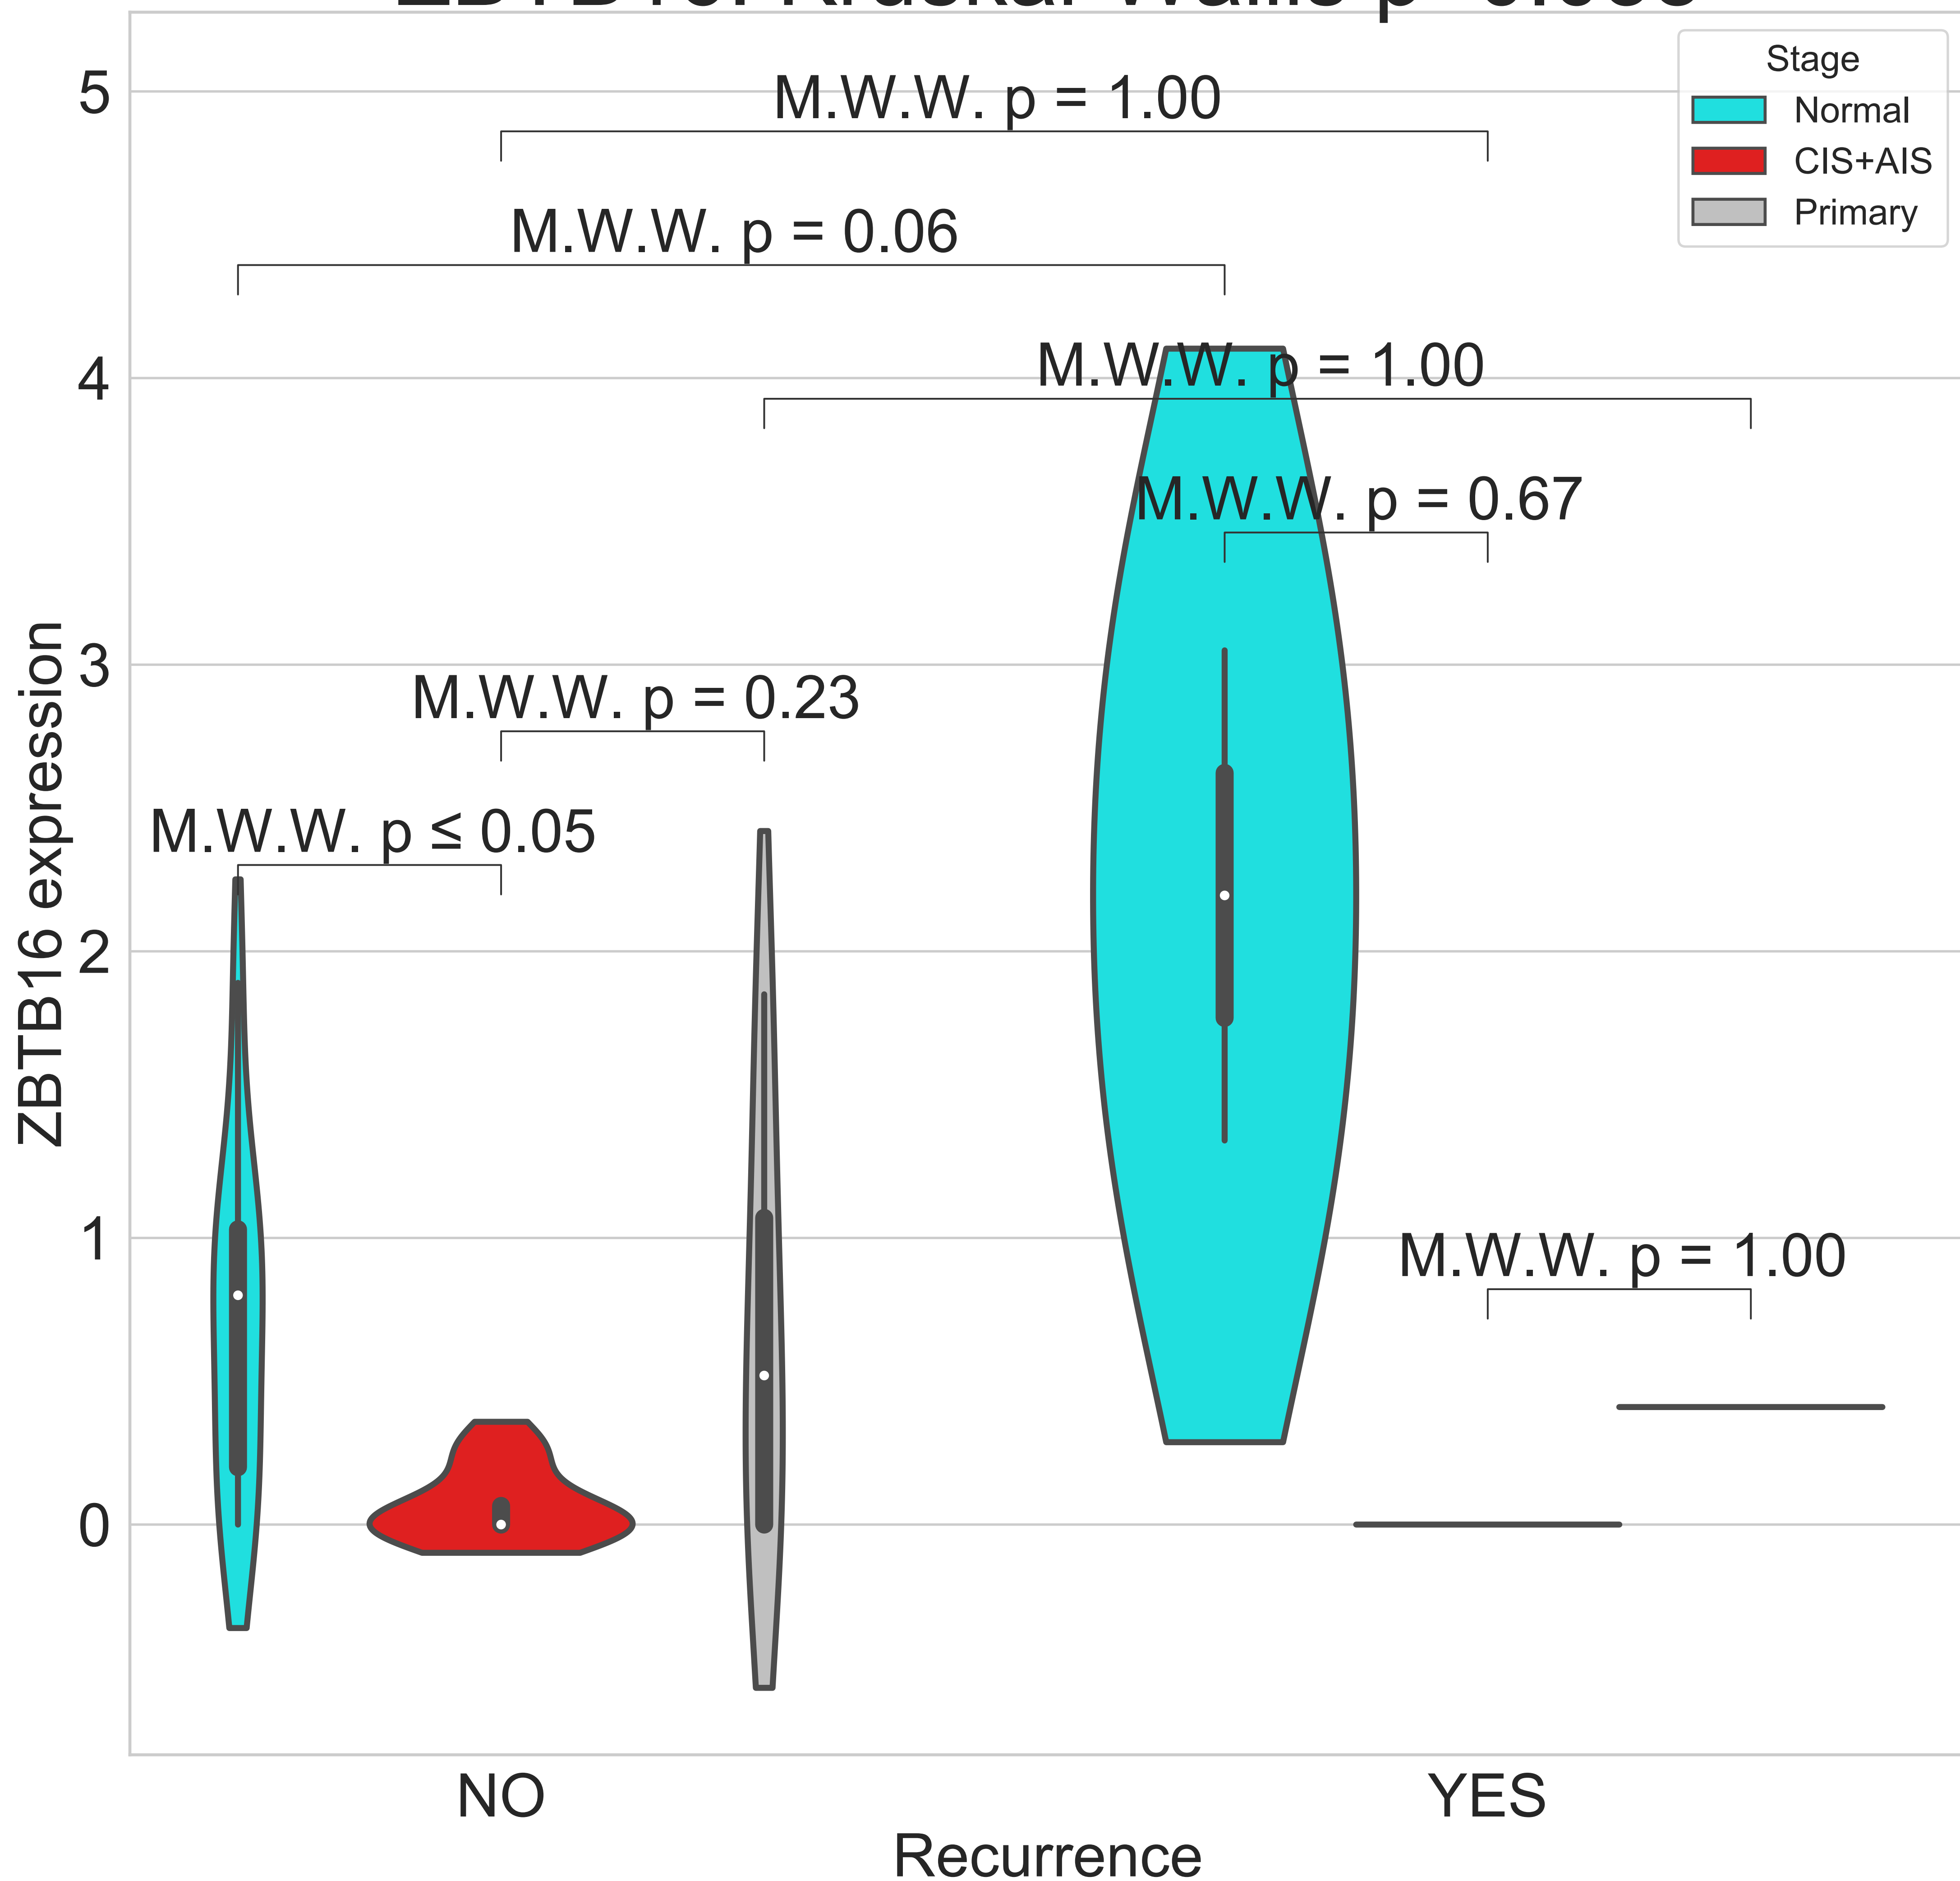 5
4
3
2
1
0
ZBTB16 expression
M.W.W. p = 1.00
M.W.W. p = 0.06
M.W.W. p = 1.00
M.W.W. p = 0.67
M.W.W. p = 0.23
M.W.W. p ≤ 0.05
M.W.W. p = 1.00
Stage
Normal
CIS+AIS
Primary
NO
YES
Recurrence